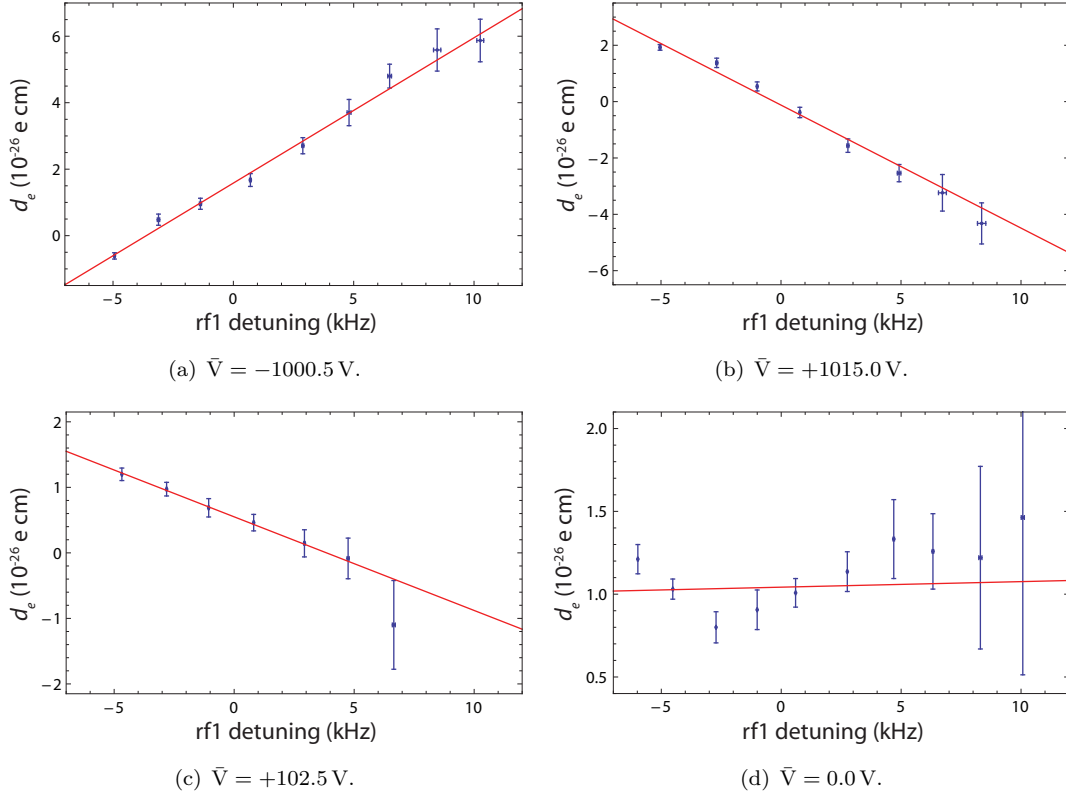 6
4
2
0
d_e (10^-26 e cm)
−5 0 5 10
rf1 detuning (kHz)
(a) V̄ = −1000.5 V.
2
0
−2
−4
−6
d_e (10^-26 e cm)
−5 0 5 10
rf1 detuning (kHz)
(b) V̄ = +1015.0 V.
2
1
0
−1
−2
d_e (10^-26 e cm)
−5 0 5 10
rf1 detuning (kHz)
(c) V̄ = +102.5 V.
2.0
1.5
1.0
0.5
d_e (10^-26 e cm)
−5 0 5 10
rf1 detuning (kHz)
(d) V̄ = 0.0 V.